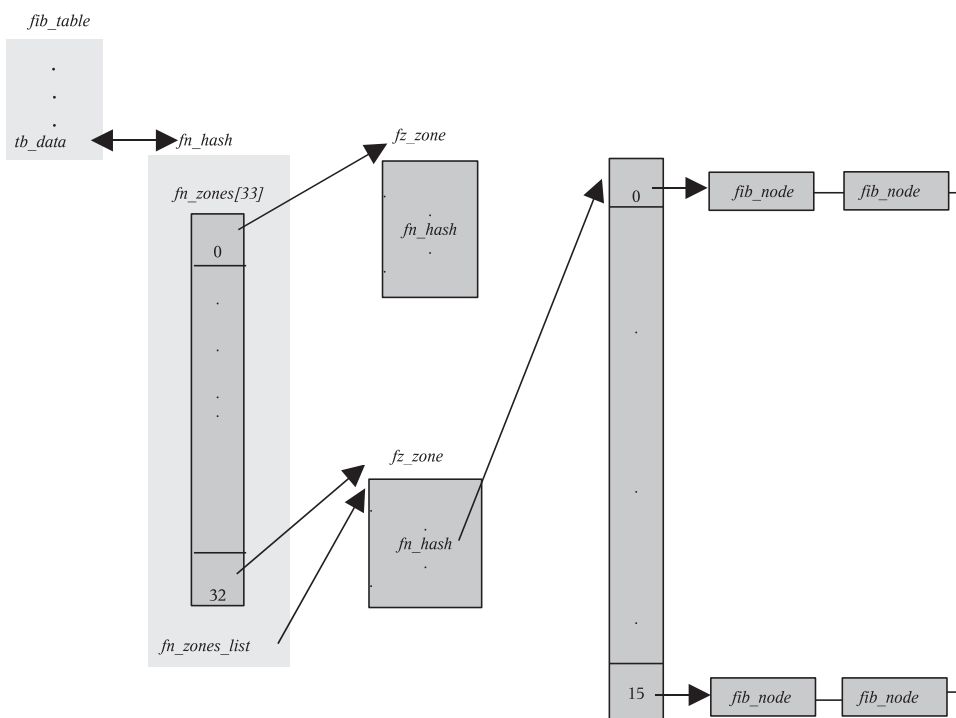 fib_table
.
.
.
tb_data
fn_hash
fn_zones[33]
0
.
.
.
.
32
fn_zones_list
fz_zone
.
fn_hash
.
fz_zone
.
fn_hash
.
0
fib_node
fib_node
.
.
.
15
fib_node
fib_node